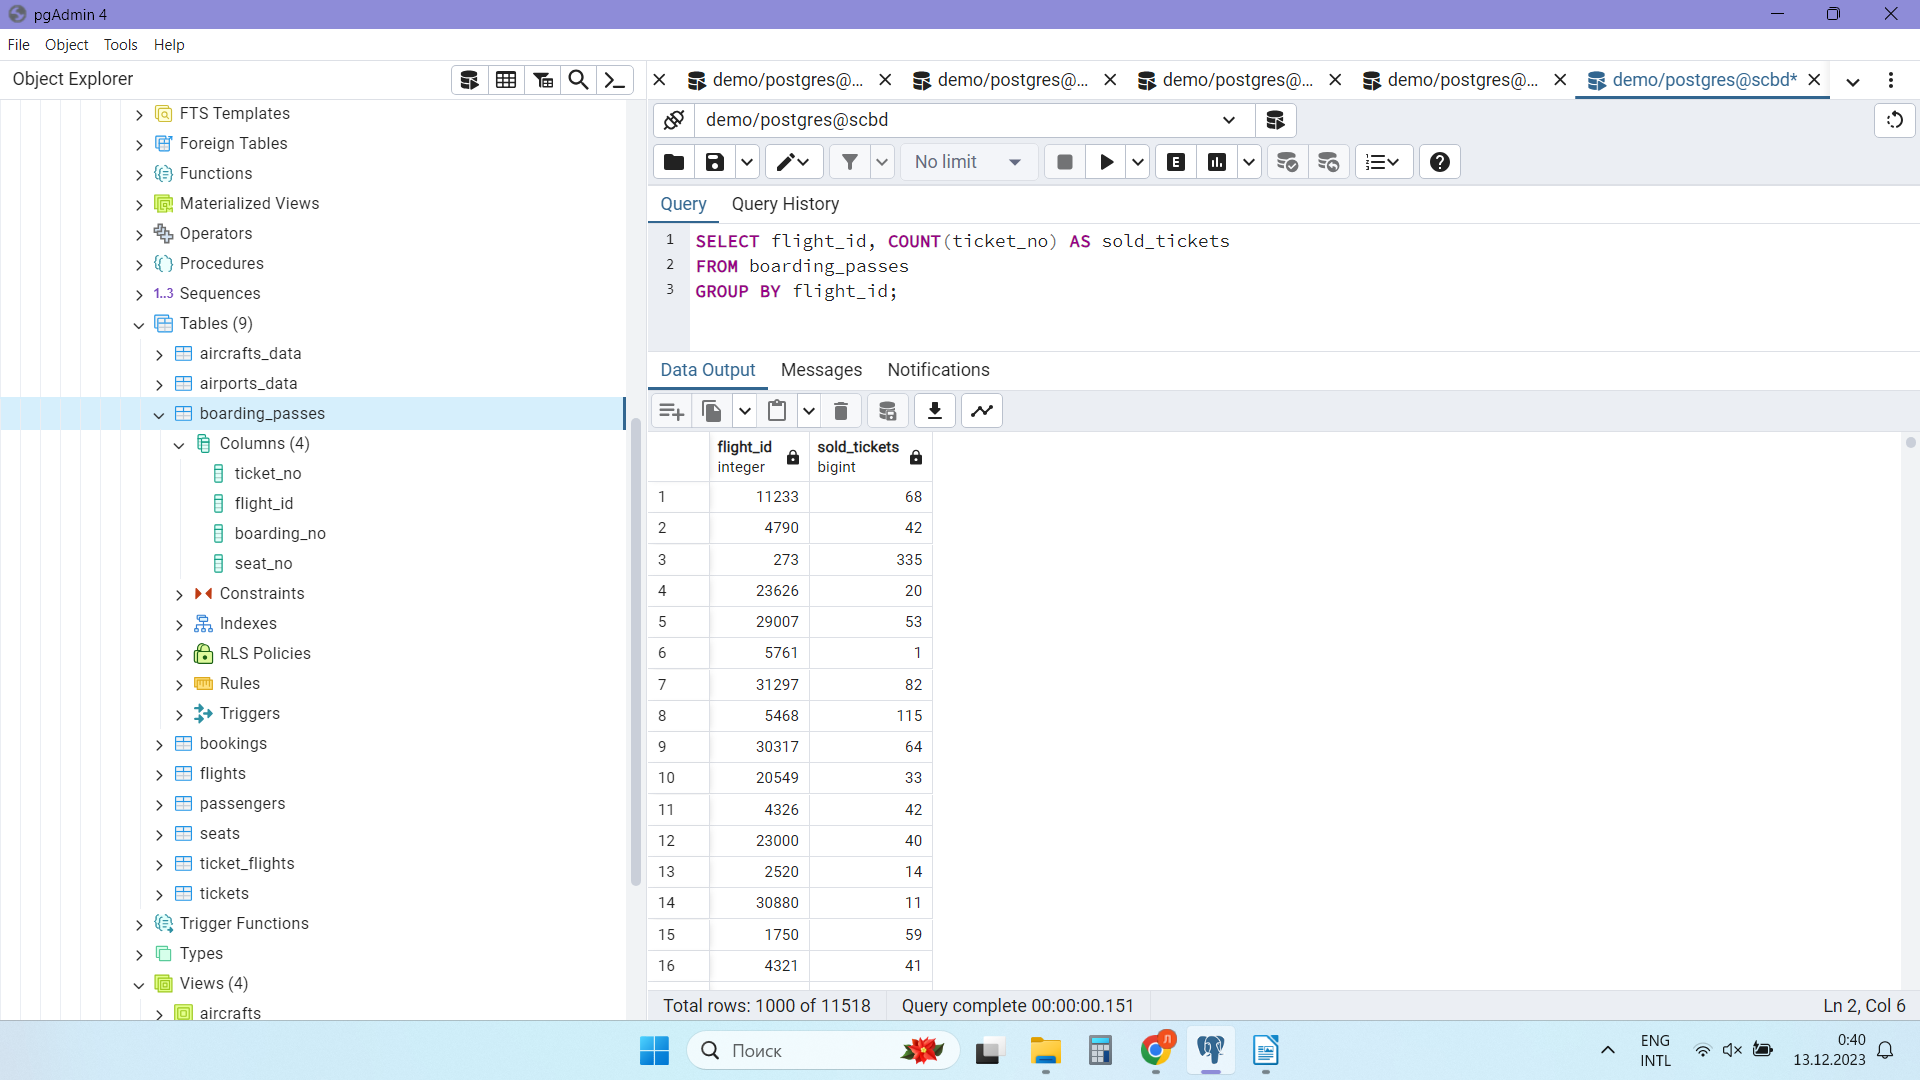 pgAdmin 4
File Object Tools Help
Object Explorer
demo/postgres@... demo/postgres@... demo/postgres@... demo/postgres@... demo/postgres@scbd*
demo/postgres@scbd
No limit
E
Query Query History
1 SELECT flight_id, COUNT(ticket_no) AS sold_tickets
2 FROM boarding_passes
3 GROUP BY flight_id;
Data Output Messages Notifications
flight_id integer sold_tickets bigint
1 11233 68
2 4790 42
3 273 335
4 23626 20
5 29007 53
6 5761 1
7 31297 82
8 5468 115
9 30317 64
10 20549 33
11 4326 42
12 23000 40
13 2520 14
14 30880 11
15 1750 59
16 4321 41
Total rows: 1000 of 11518 Query complete 00:00:00.151 Ln 2, Col 6
FTS Templates
Foreign Tables
Functions
Materialized Views
Operators
Procedures
1..3 Sequences
Tables (9)
aircrafts_data
airports_data
boarding_passes
Columns (4)
ticket_no
flight_id
boarding_no
seat_no
Constraints
Indexes
RLS Policies
Rules
Triggers
bookings
flights
passengers
seats
ticket_flights
tickets
Trigger Functions
Types
Views (4)
aircrafts
Поиск
Л
ENG
INTL
0:40
13.12.2023